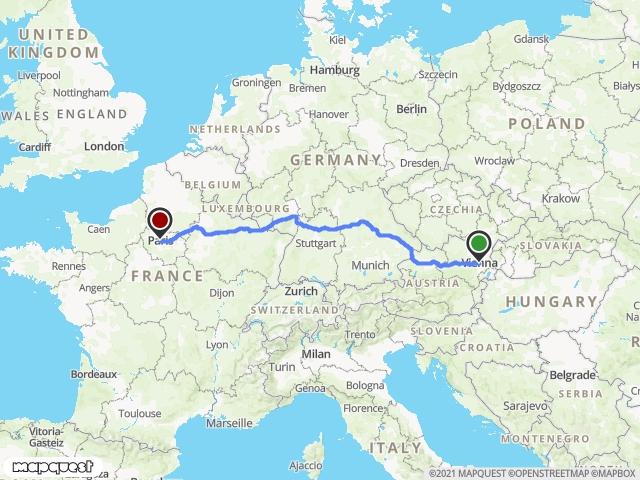 UNITED
KINGDOM
Kiel
Gdansk
Liverpool
Hamburg
Szczecin
Groningen
Bremen
Bydgoszcz
Nottingham
Berlin
WALES
ENGLAND
NETHERLANDS
Hanover
POLAND
Cardiff
London
GERMANY
Dresden
Wroclaw
BELGIUM
LUXEMBOURG
CZECHIA
Krakow
Caen
Paris
Stuttgart
SLOVAKIA
Rennes
Munich
Vienna
FRANCE
AUSTRIA
Angers
Dijon
Zurich
HUNGARY
SWITZERLAND
Lyon
Trento
SLOVENIA
Milan
CROATIA
Turin
Bordeaux
Genoa
Bologna
Belgrade
Toulouse
Florence
SERBIA
Marseille
Sarajevo
Vitoria-
Gasteiz
ITALY
MONTENEGRO
Ajaccio
mapquest
©2021 MAPQUEST ©OPENSTREETMAP ©MAPBOX